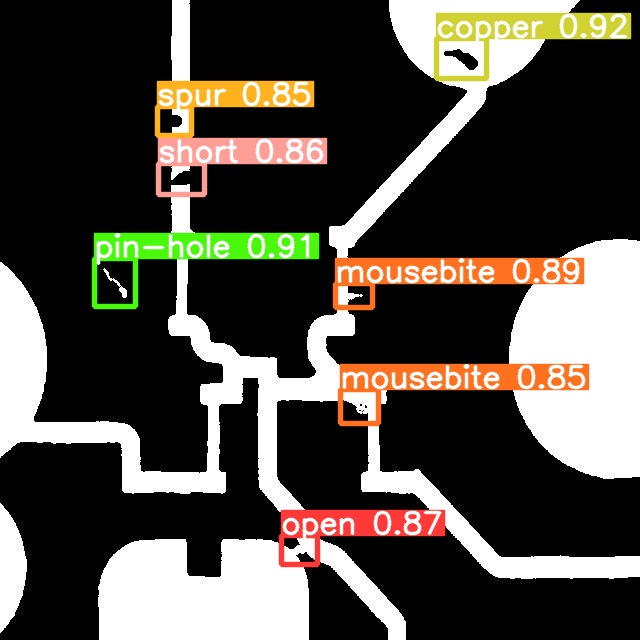 copper 0.92
spur 0.85
short 0.86
pin-hole 0.91
mousebite 0.89
mousebite 0.85
open 0.87